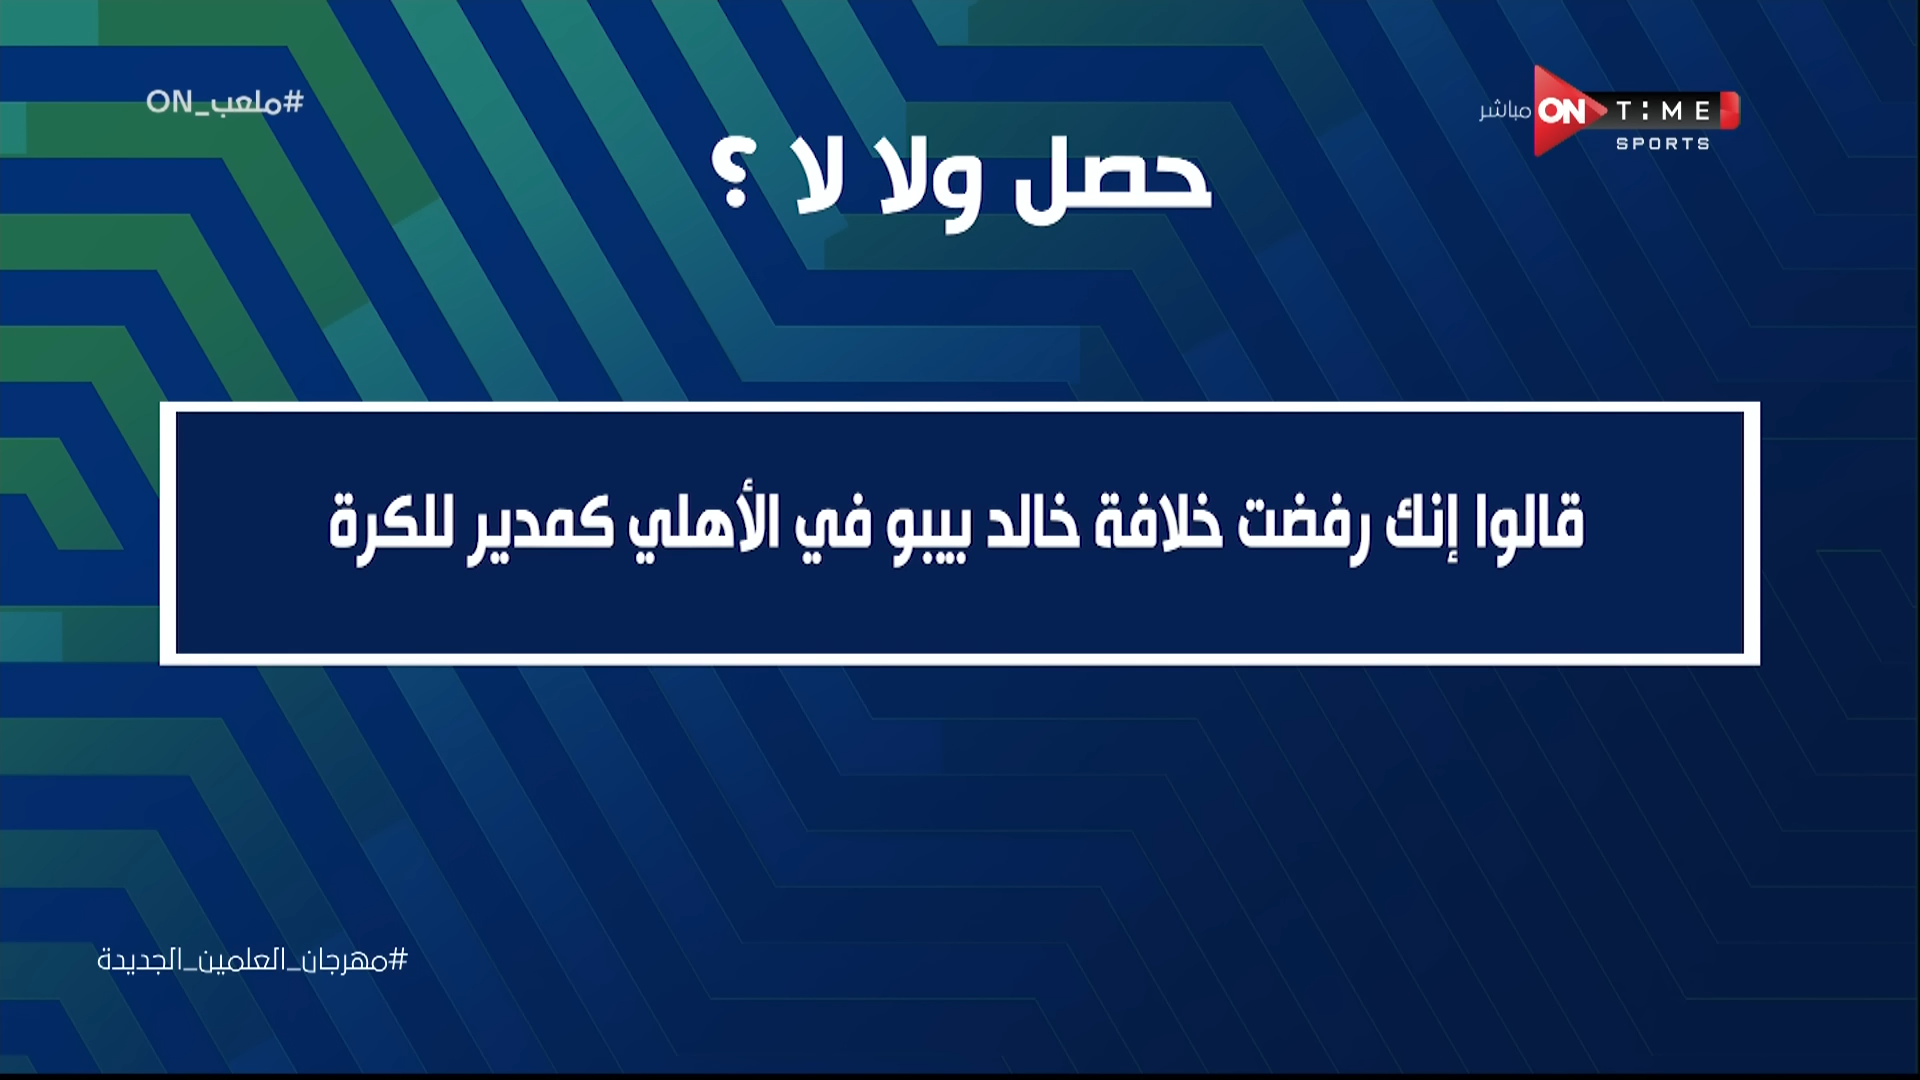 #ملعب_ON
مباشر ON TIME
SPORTS
حصل ولا لا ؟
قالوا إنك رفضت خلافة خالد بيبو في الأهلي كمدير للكرة
#مهرجان_العلمين_الجديدة